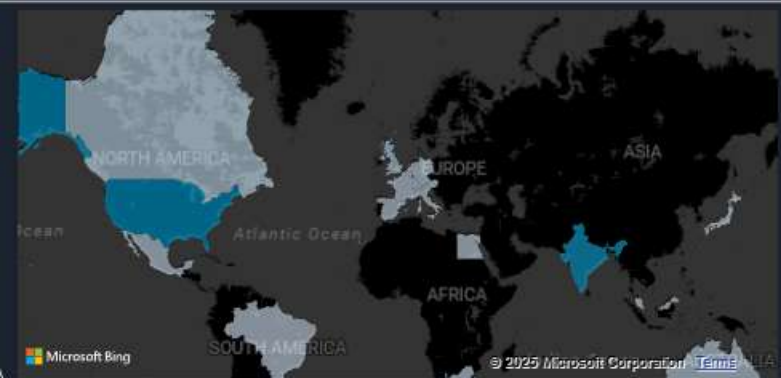 NORTH AMERICA
EUROPE
ASIA
Ocean
Atlantic Ocean
AFRICA
SOUTH AMERICA
Microsoft Bing
© 2025 Microsoft Corporation Terms